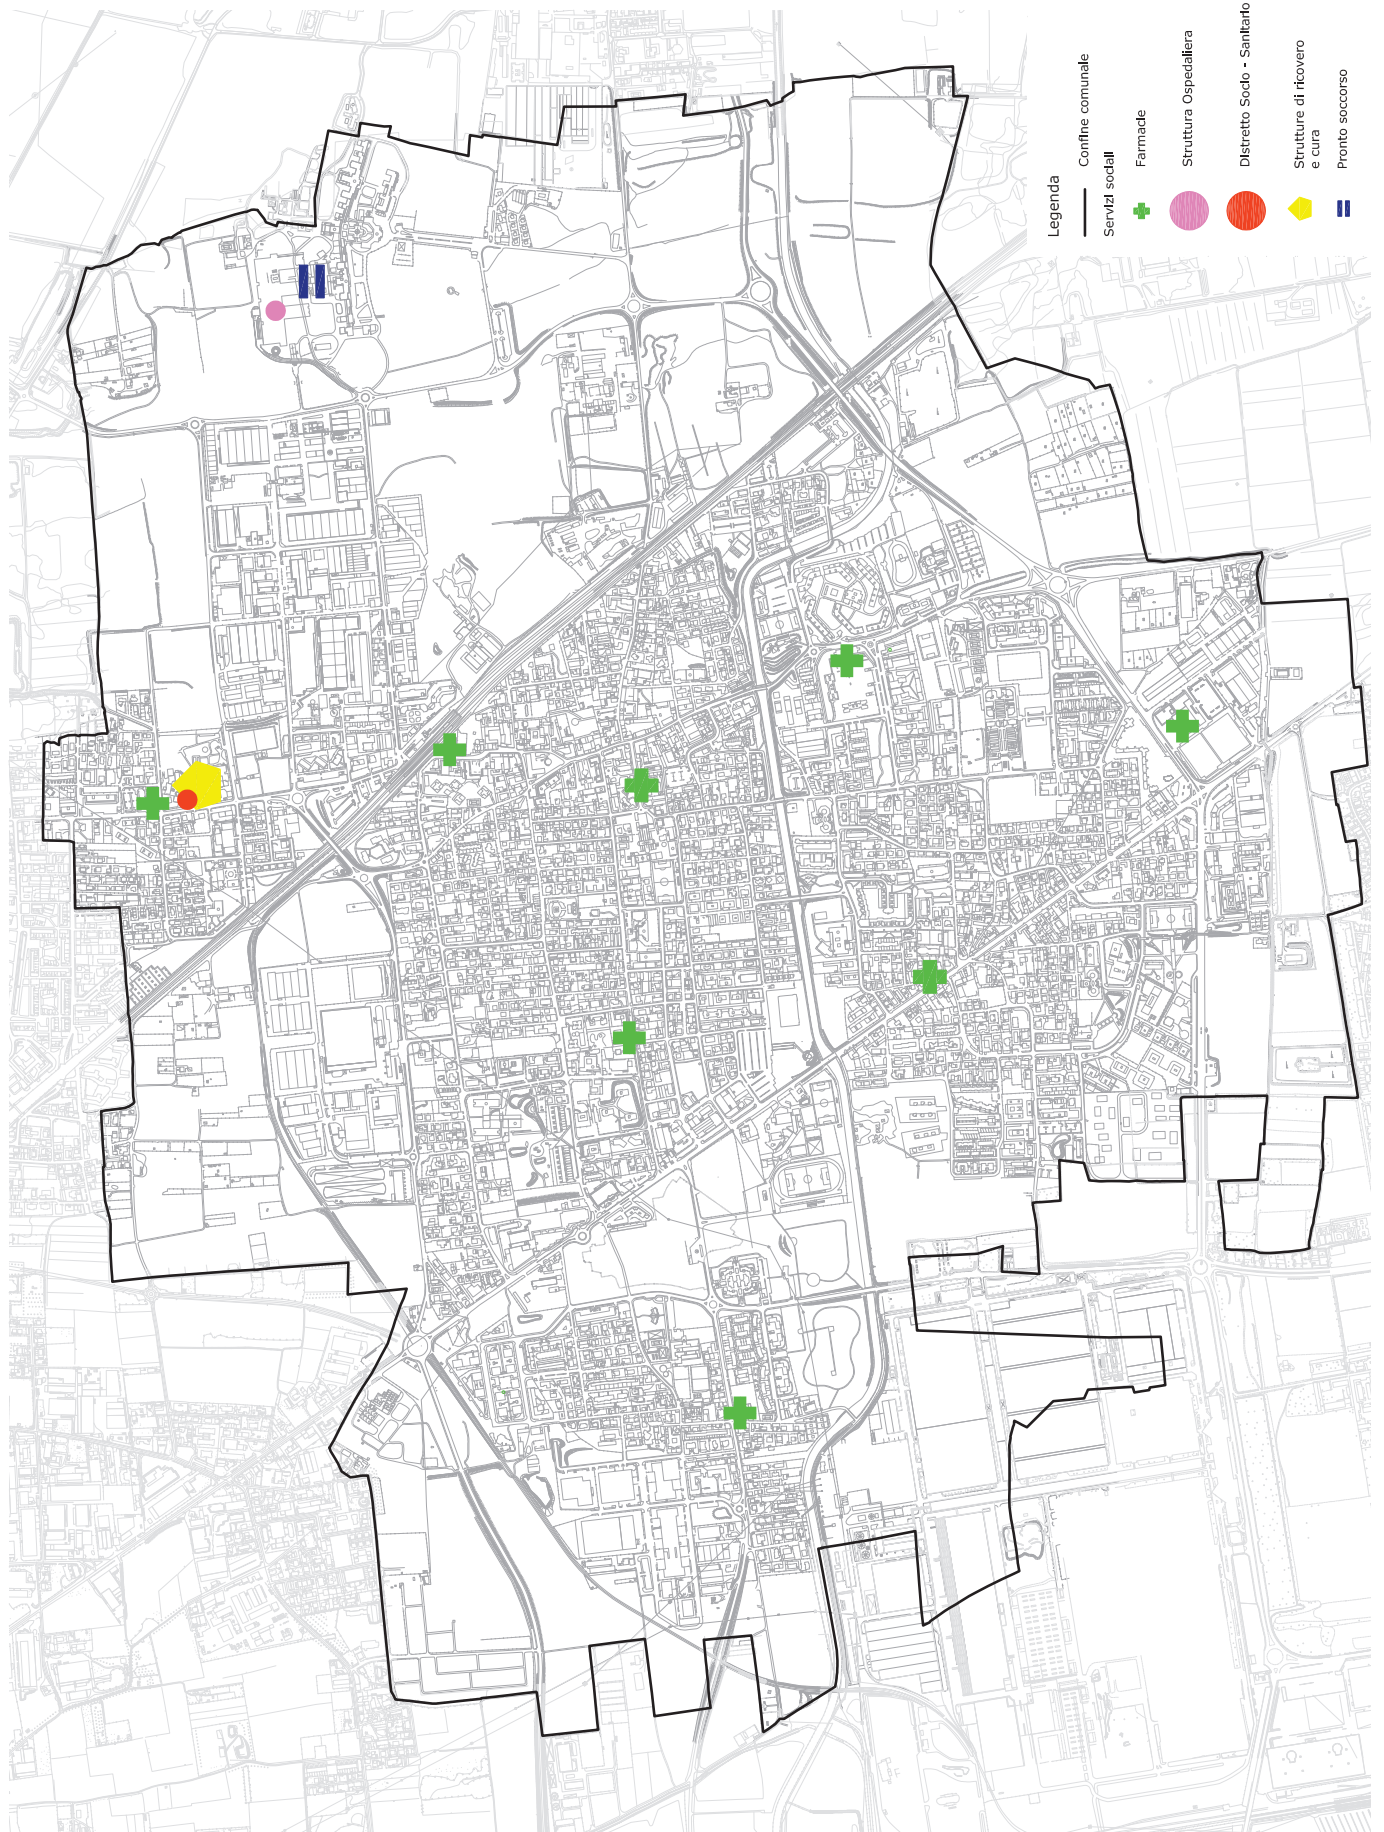 Legenda
Confine comunale
Servizi sociali
Farmacie
Struttura Ospedaliera
Distretto Socio - Sanitario
Strutture di ricovero
e cura
Pronto soccorso